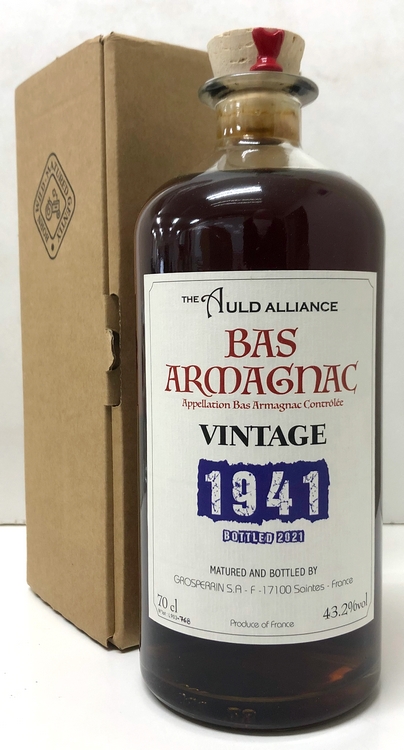 THE AULD ALLIANCE
BAS
ARMAGNAC
Appellation Bas Armagnac Contrôlée
VINTAGE
1941
BOTTLED 2021
MATURED AND BOTTLED BY
GROSPERRIN S.A - F -17100 Saintes - France
70 cl
43.2%vol
Produce of France